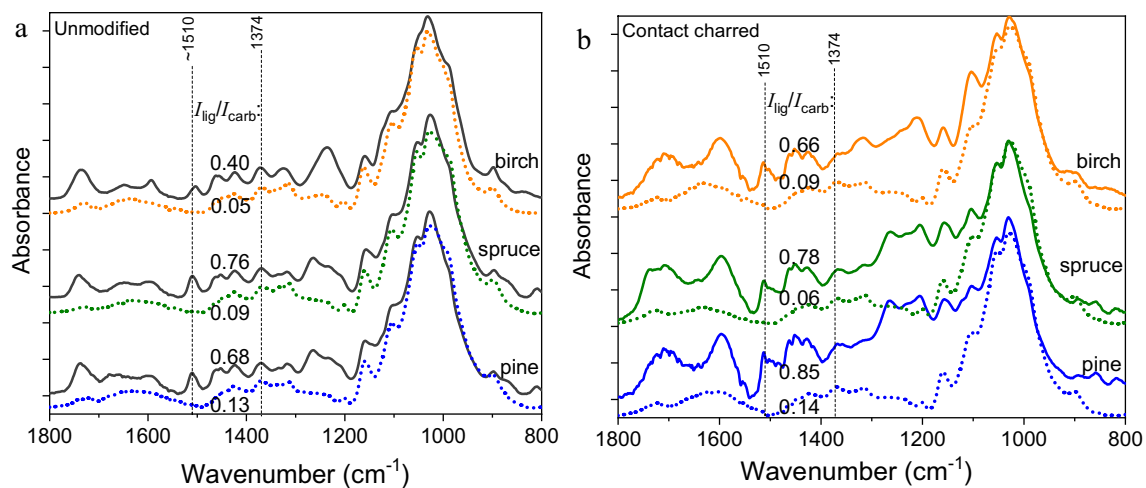 a
Unmodified
~1510
1374
I_lig/I_carb:
0.40
birch
0.05
0.76
spruce
0.09
0.68
pine
0.13
Absorbance
1800 1600 1400 1200 1000 800
Wavenumber (cm⁻¹)
b
Contact charred
1510
1374
I_lig/I_carb:
0.66
birch
0.09
0.78
spruce
0.06
0.85
pine
0.14
Absorbance
1800 1600 1400 1200 1000 800
Wavenumber (cm⁻¹)